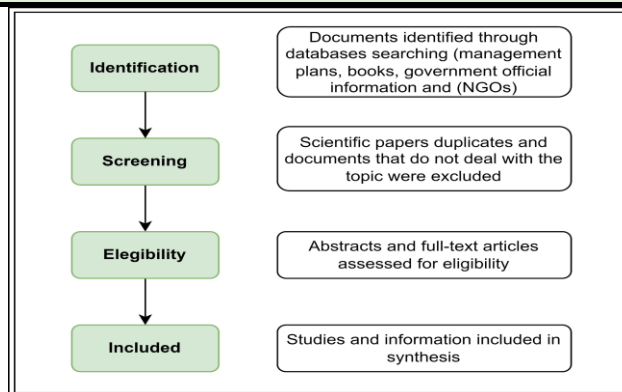 Identification
Documents identified through
databases searching (management
plans, books, government official
information and (NGOs)
Screening
Scientific papers duplicates and
documents that do not deal with the
topic were excluded
Elegibility
Abstracts and full-text articles
assessed for eligibility
Included
Studies and information included in
synthesis